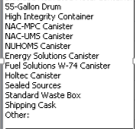 55-Gallon Drum
High Integrity Container
NAC-MPC Canister
NAC-UMS Canister
NUHOMS Canister
Energy Solutions Canister
Fuel Solutions W-74 Canister
Holtec Canister
Sealed Sources
Standard Waste Box
Shipping Cask
Other: